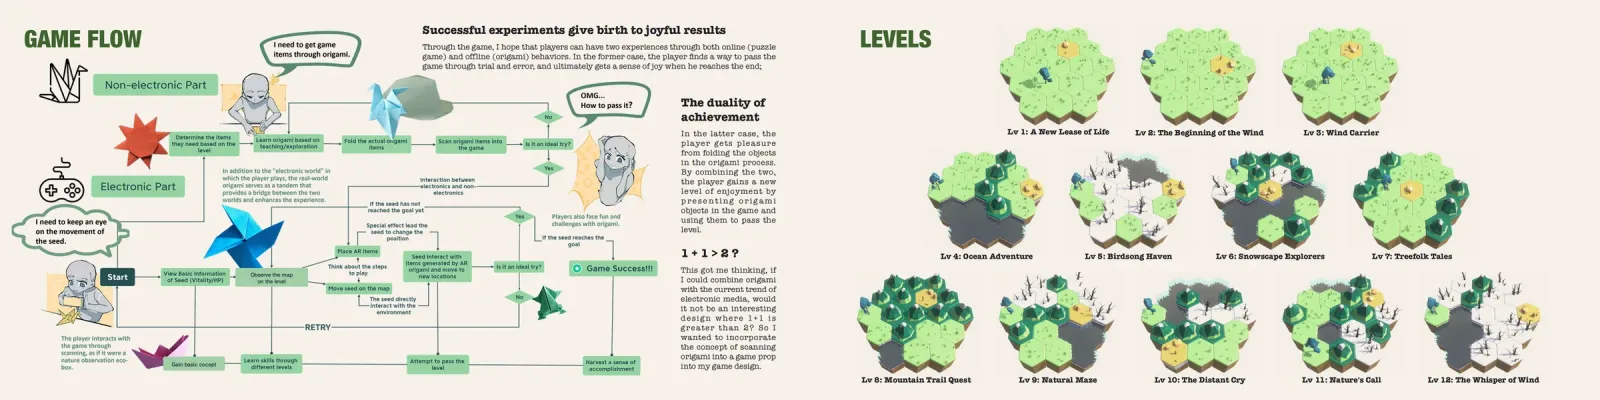 GAME FLOW
I need to get game
items through origami.
Successful experiments give birth to joyful results
Through the game, I hope that players can have two experiences through both online (puzzle
game) and offline (origami) behaviors. In the former case, the player finds a way to pass the
game through trial and error, and ultimately gets a sense of joy when he reaches the end;
Non-electronic Part
OMG...
How to pass it?
No
Determine the items
they need based on the
level
Learn origami based on
teaching/exploration
Fold the actual origami
items
Scan origami items into
the game
Is it an ideal try?
Yes
Electronic Part
In addition to the "electronic world" in
which the player plays, the real-world
origami serves as a tandem that
provides a bridge between the two
worlds and enhances the experience.
Interaction between
electronics and non-
electronics
If the seed has not
reached the goal yet
Yes
Players also face fun and
challenges with origami.
I need to keep an eye
on the movement of
the seed.
Special effect lead the
seed to change the
position
If the seed reaches the
goal
Place AR items
Start
View Basic Information
of Seed (Vitality/HP)
Observe the map
on the level
Think about the steps
to play
Move seed on the map
Seed interact with
items generated by AR
origami and move to
new locations
Is it an ideal try?
Game Success!!!
The seed directly
interact with the
environment
No
RETRY
The player interacts with
the game through
scanning, as if it were a
nature observation eco-
box.
Gain basic cocept
Learn skills through
different levels
Attempt to pass the
level
Harvest a sense of
accomplishment
The duality of
achievement
In the latter case, the
player gets pleasure
from folding the objects
in the origami process.
By combining the two,
the player gains a new
level of enjoyment by
presenting origami
objects in the game and
using them to pass the
level.
1 + 1 > 2 ?
This got me thinking, if
I could combine origami
with the current trend of
electronic media, would
it not be an interesting
design where 1+1 is
greater than 2? So I
wanted to incorporate
the concept of scanning
origami into a game prop
into my game design.
LEVELS
Lv 1: A New Lease of Life
Lv 2: The Beginning of the Wind
Lv 3: Wind Carrier
Lv 4: Ocean Adventure
Lv 5: Birdsong Haven
Lv 6: Snowscape Explorers
Lv 7: Treefolk Tales
Lv 8: Mountain Trail Quest
Lv 9: Natural Maze
Lv 10: The Distant Cry
Lv 11: Nature's Call
Lv 12: The Whisper of Wind